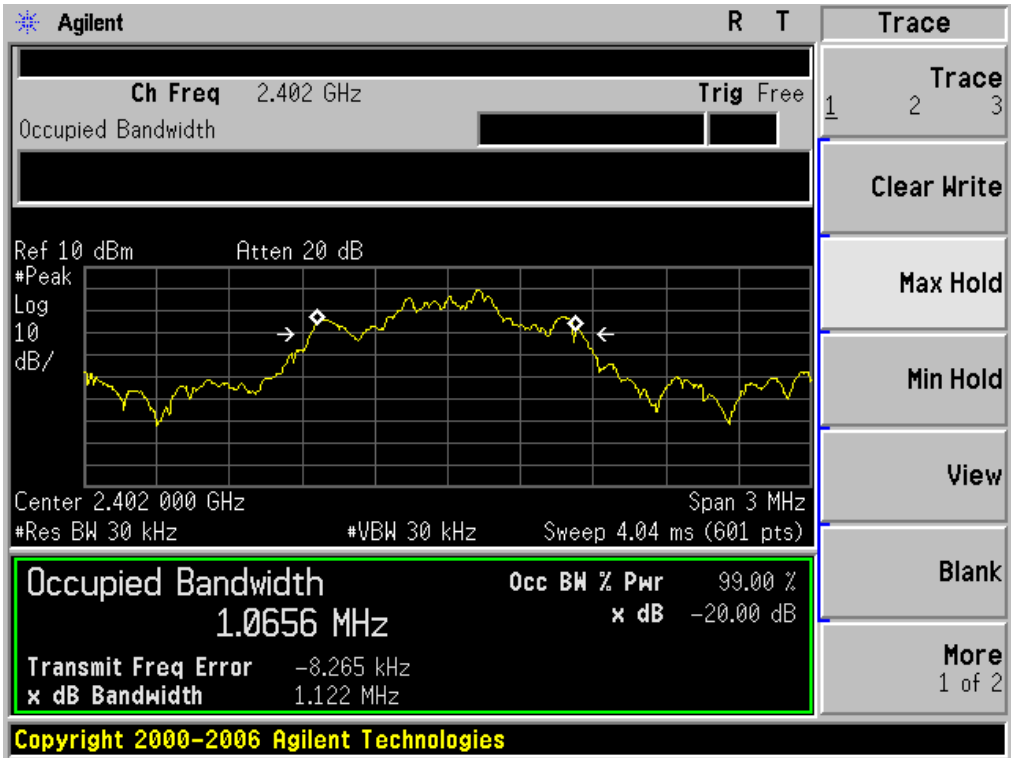 Agilent R T
Ch Freq 2.402 GHz Trig Free
Occupied Bandwidth
Ref 10 dBm Atten 20 dB
#Peak
Log
10
dB/
Center 2.402 000 GHz Span 3 MHz
#Res BW 30 kHz #VBW 30 kHz Sweep 4.04 ms (601 pts)
Occupied Bandwidth Occ BW % Pwr 99.00 %
1.0656 MHz x dB -20.00 dB
Transmit Freq Error -8.265 kHz
x dB Bandwidth 1.122 MHz
Copyright 2000-2006 Agilent Technologies
Trace
Trace
1 2 3
Clear Write
Max Hold
Min Hold
View
Blank
More
1 of 2